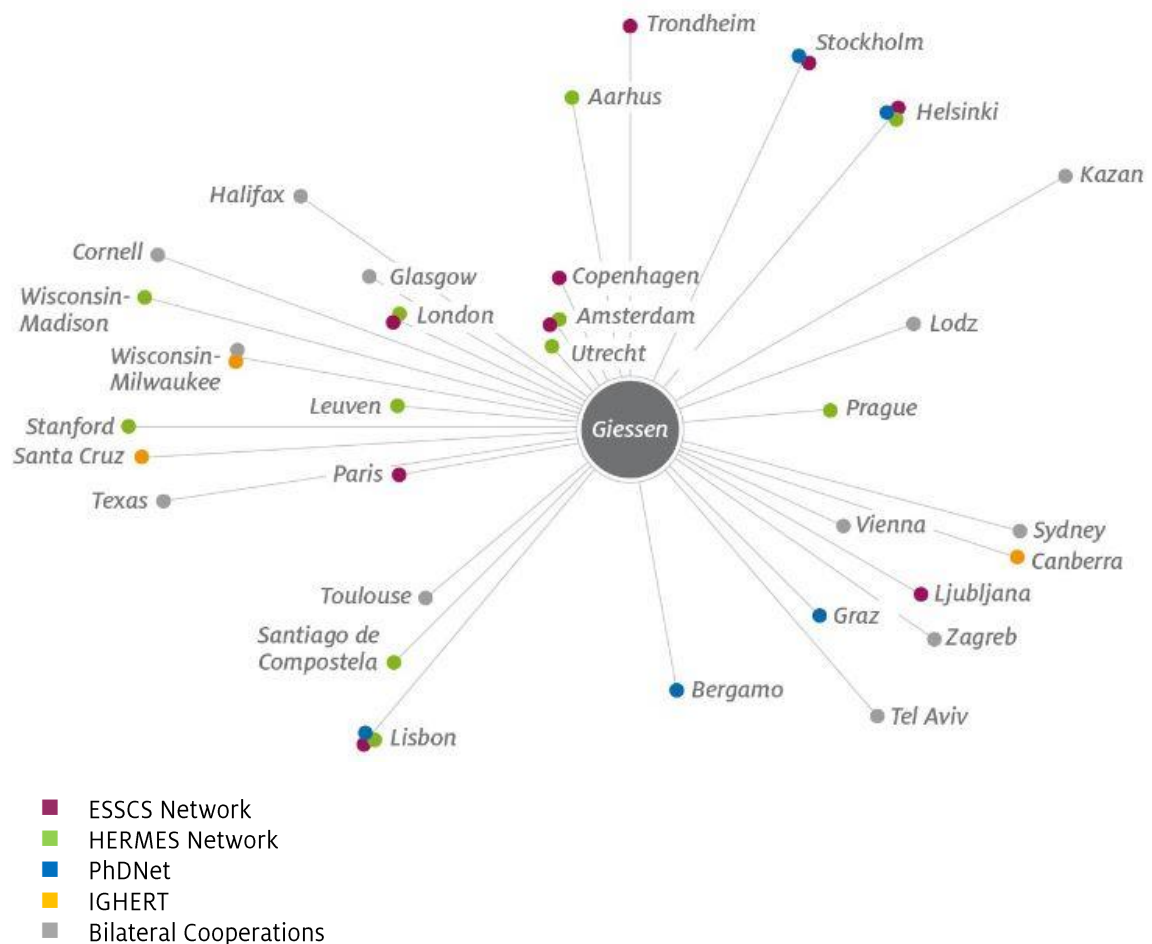 Trondheim
Stockholm
Aarhus
Helsinki
Kazan
Halifax
Cornell
Glasgow
Copenhagen
Wisconsin-
Madison
London
Amsterdam
Lodz
Wisconsin-
Milwaukee
Utrecht
Leuven
Prague
Stanford
Giessen
Santa Cruz
Paris
Texas
Vienna
Sydney
Canberra
Toulouse
Ljubljana
Graz
Zagreb
Santiago de
Compostela
Bergamo
Tel Aviv
Lisbon
ESSCS Network
HERMES Network
PhDNet
IGHERT
Bilateral Cooperations